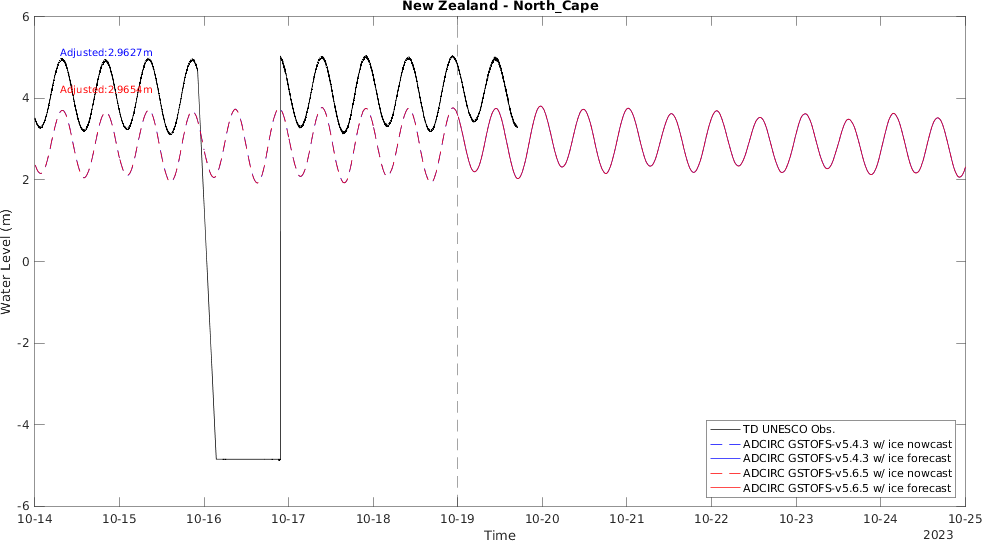 New Zealand - North_Cape
6
Adjusted:2.9627m
Adjusted:2.9654m
4
2
0
-2
-4
-6
Water Level (m)
TD UNESCO Obs.
ADCIRC GSTOFS-v5.4.3 w/ ice nowcast
ADCIRC GSTOFS-v5.4.3 w/ ice forecast
ADCIRC GSTOFS-v5.6.5 w/ ice nowcast
ADCIRC GSTOFS-v5.6.5 w/ ice forecast
10-14 10-15 10-16 10-17 10-18 10-19 10-20 10-21 10-22 10-23 10-24 10-25
Time
2023